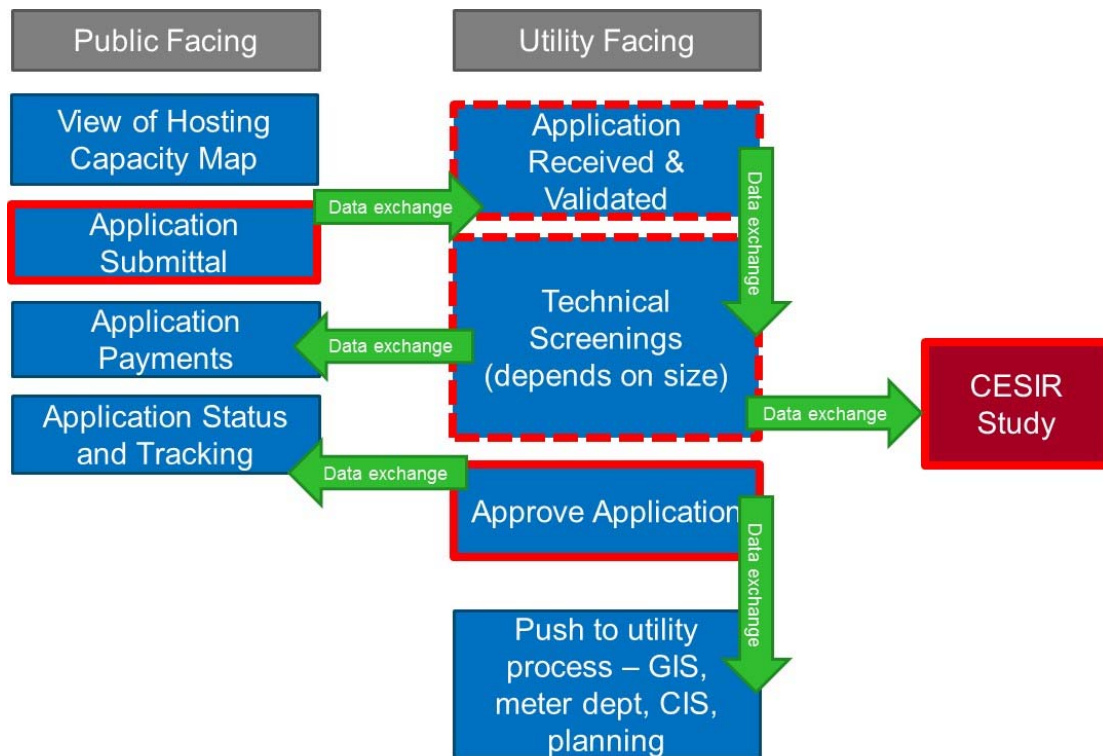 Public Facing
Utility Facing
View of Hosting
Capacity Map
Application
Received &
Validated
Data exchange
Data exchange
Application
Submittal
Technical
Screenings
(depends on size)
Application
Payments
Data exchange
Data exchange
CESIR
Study
Application Status
and Tracking
Data exchange
Approve Application
Data exchange
Push to utility
process – GIS,
meter dept, CIS,
planning